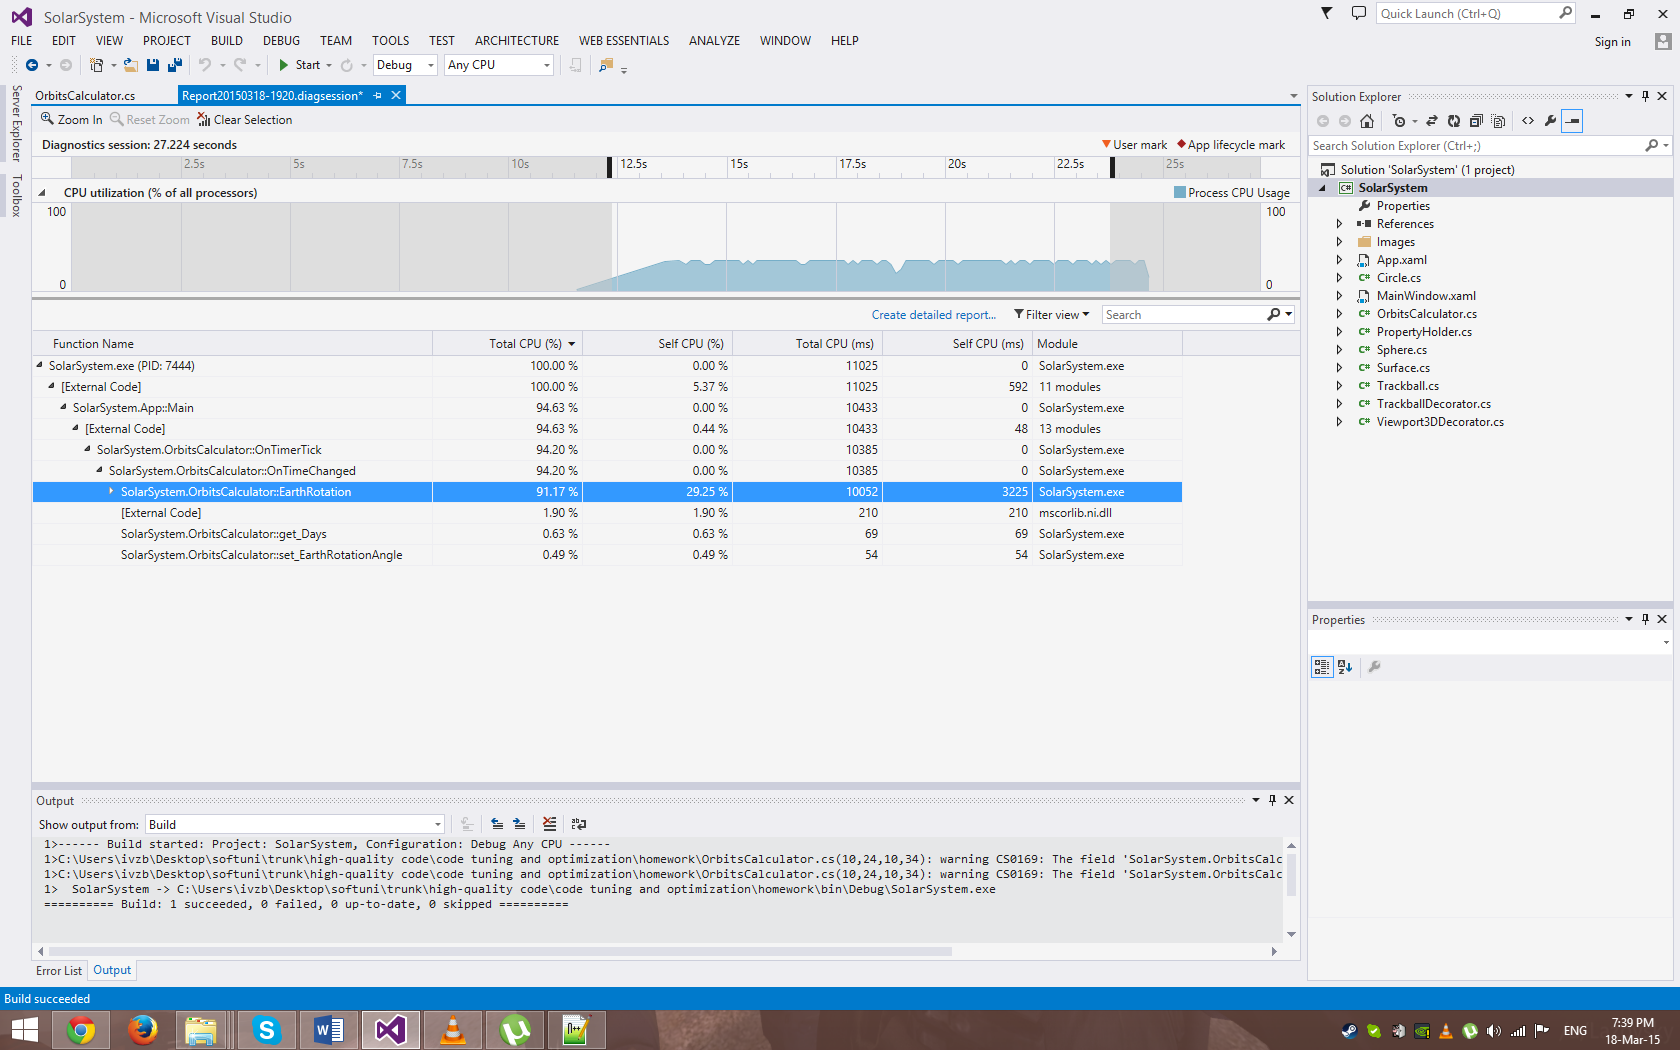 SolarSystem - Microsoft Visual Studio
Quick Launch (Ctrl+Q)
FILE EDIT VIEW PROJECT BUILD DEBUG TEAM TOOLS TEST ARCHITECTURE WEB ESSENTIALS ANALYZE WINDOW HELP
Sign in
Start Debug Any CPU
Server Explorer
Toolbox
OrbitsCalculator.cs Report20150318-1920.diagsession*
Zoom In Reset Zoom Clear Selection
Diagnostics session: 27.224 seconds
User mark App lifecycle mark
2.5s 5s 7.5s 10s 12.5s 15s 17.5s 20s 22.5s 25s
CPU utilization (% of all processors)
Process CPU Usage
100 100
0 0
Create detailed report... Filter view Search
Function Name Total CPU (%) Self CPU (%) Total CPU (ms) Self CPU (ms) Module
SolarSystem.exe (PID: 7444) 100.00 % 0.00 % 11025 0 SolarSystem.exe
[External Code] 100.00 % 5.37 % 11025 592 11 modules
SolarSystem.App::Main 94.63 % 0.00 % 10433 0 SolarSystem.exe
[External Code] 94.63 % 0.44 % 10433 48 13 modules
SolarSystem.OrbitsCalculator::OnTimerTick 94.20 % 0.00 % 10385 0 SolarSystem.exe
SolarSystem.OrbitsCalculator::OnTimeChanged 94.20 % 0.00 % 10385 0 SolarSystem.exe
SolarSystem.OrbitsCalculator::EarthRotation 91.17 % 29.25 % 10052 3225 SolarSystem.exe
[External Code] 1.90 % 1.90 % 210 210 mscorlib.ni.dll
SolarSystem.OrbitsCalculator::get_Days 0.63 % 0.63 % 69 69 SolarSystem.exe
SolarSystem.OrbitsCalculator::set_EarthRotationAngle 0.49 % 0.49 % 54 54 SolarSystem.exe
Solution Explorer
Search Solution Explorer (Ctrl+;)
Solution 'SolarSystem' (1 project)
C# SolarSystem
Properties
References
Images
App.xaml
C# Circle.cs
MainWindow.xaml
C# OrbitsCalculator.cs
C# PropertyHolder.cs
C# Sphere.cs
C# Surface.cs
C# Trackball.cs
C# TrackballDecorator.cs
C# Viewport3DDecorator.cs
Properties
Output
Show output from: Build
1>------ Build started: Project: SolarSystem, Configuration: Debug Any CPU ------
1>C:\Users\ivzb\Desktop\softuni\trunk\high-quality code\code tuning and optimization\homework\OrbitsCalculator.cs(10,24,10,34): warning CS0169: The field 'SolarSystem.OrbitsCalc
1>C:\Users\ivzb\Desktop\softuni\trunk\high-quality code\code tuning and optimization\homework\OrbitsCalculator.cs(10,24,10,34): warning CS0169: The field 'SolarSystem.OrbitsCalc
1>  SolarSystem -> C:\Users\ivzb\Desktop\softuni\trunk\high-quality code\code tuning and optimization\homework\bin\Debug\SolarSystem.exe
========== Build: 1 succeeded, 0 failed, 0 up-to-date, 0 skipped ==========
Error List Output
Build succeeded
ENG
7:39 PM
18-Mar-15